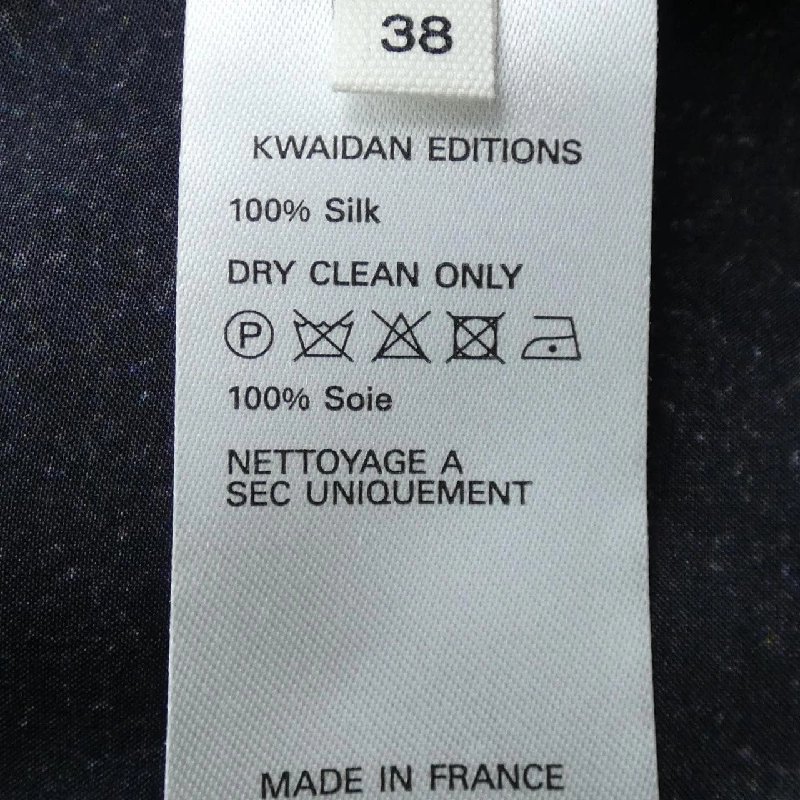 38
KWAIDAN EDITIONS
100% Silk
DRY CLEAN ONLY
P
100% Soie
NETTOYAGE A
SEC UNIQUEMENT
MADE IN FRANCE